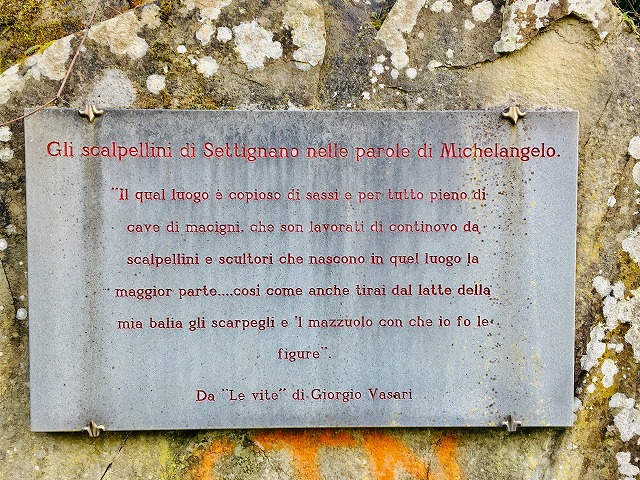 Gli scalpellini di Settignano nelle parole di Michelangelo.
"Il qual luogo è copioso di sassi e per tutto pieno di
cave di macigni, che son lavorati di continovo da
scalpellini e scultori che nascono in quel luogo la
maggior parte....così come anche tirai dal latte della
mia balia gli scarpegli e 'l mazzuolo con che io fo le
figure".
Da "Le vite" di Giorgio Vasari